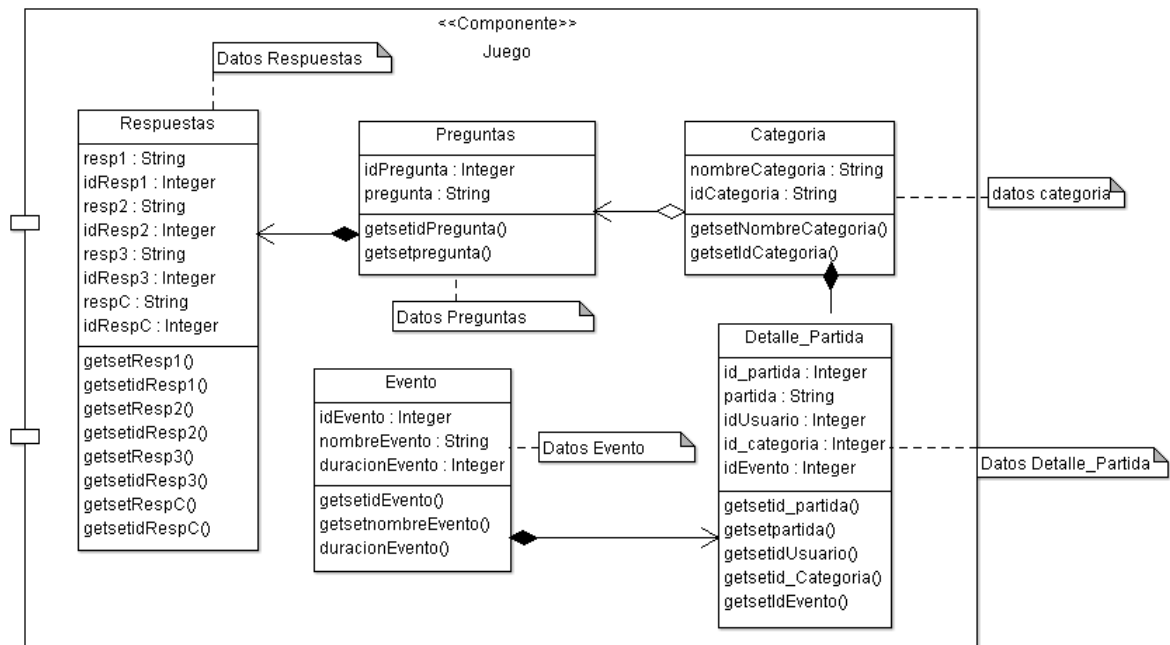 <<Componente>>
Juego
Datos Respuestas
Respuestas
resp1 : String
idResp1 : Integer
resp2 : String
idResp2 : Integer
resp3 : String
idResp3 : Integer
respC : String
idRespC : Integer
getsetResp1()
getsetidResp1()
getsetResp2()
getsetidResp2()
getsetResp3()
getsetidResp3()
getsetRespC()
getsetidRespC()
Preguntas
idPregunta : Integer
pregunta : String
getsetidPregunta()
getsetpregunta()
Datos Preguntas
Categoria
nombreCategoria : String
idCategoria : String
getsetNombreCategoria()
getsetIdCategoria()
datos categoria
Evento
idEvento : Integer
nombreEvento : String
duracionEvento : Integer
getsetidEvento()
getsetnombreEvento()
duracionEvento()
Datos Evento
Detalle_Partida
id_partida : Integer
partida : String
idUsuario : Integer
id_categoria : Integer
idEvento : Integer
getsetid_partida()
getsetpartida()
getsetidUsuario()
getsetid_Categoria()
getsetIdEvento()
Datos Detalle_Partida